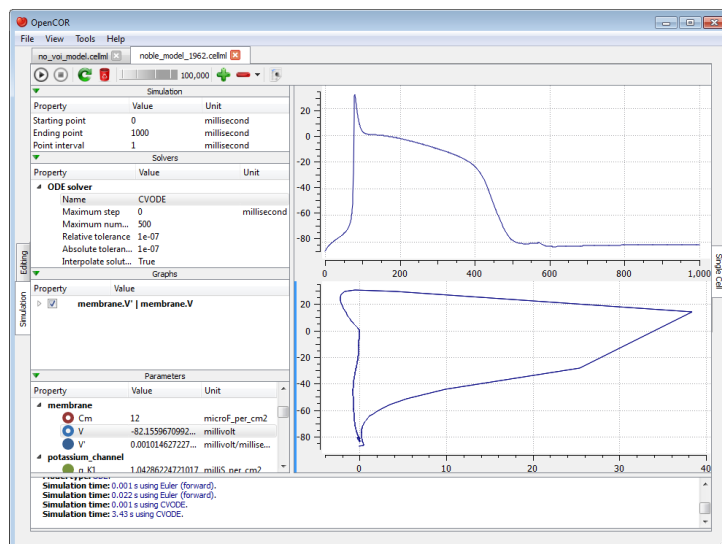 OpenCOR
File View Tools Help
no_voi_model.cellml noble_model_1962.cellml
100,000
Simulation
Property Value Unit
Starting point 0 millisecond
Ending point 1000 millisecond
Point interval 1 millisecond
Solvers
Property Value Unit
ODE solver
Name CVODE
Maximum step 0 millisecond
Maximum num... 500
Relative tolerance 1e-07
Absolute toleran... 1e-07
Interpolate solut... True
Graphs
Property Value
membrane.V' | membrane.V
Parameters
Property Value Unit
membrane
Cm 12 microF_per_cm2
V -82.1559670992... millivolt
V' 0.001014627227... millivolt/millise...
potassium_channel
g_K1 1.04286224721017 milliS_per_cm2
Editing
Simulation
20
0
-20
-40
-60
-80
0 200 400 600 800 1,000
20
0
-20
-40
-60
-80
0 10 20 30 40
Single Cell
Simulation time: 0.001 s using Euler (forward).
Simulation time: 0.022 s using Euler (forward).
Simulation time: 0.001 s using CVODE.
Simulation time: 3.43 s using CVODE.